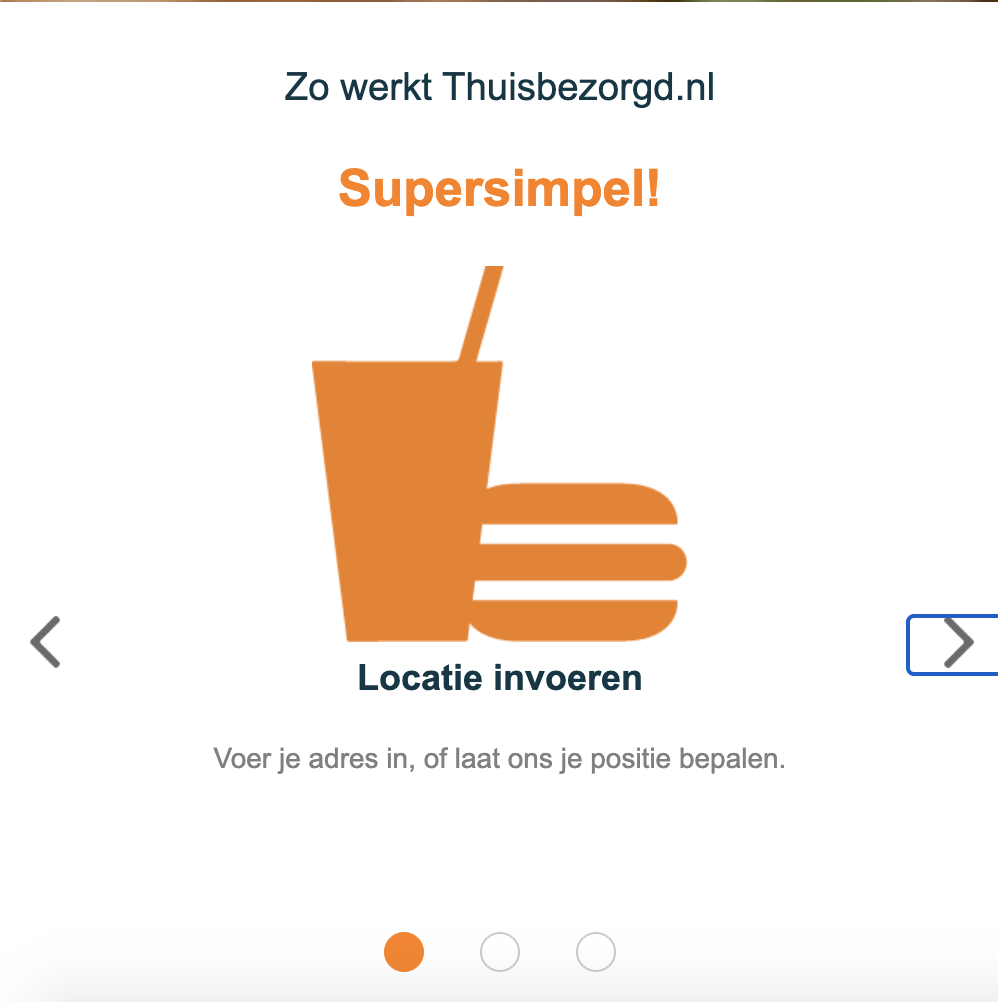 Zo werkt Thuisbezorgd.nl
Supersimpel!
Locatie invoeren
Voer je adres in, of laat ons je positie bepalen.